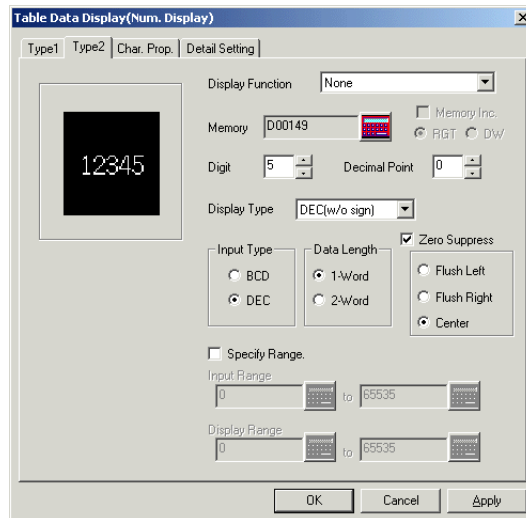 Table Data Display(Num. Display)
Type1 Type2 Char. Prop. Detail Setting
12345
Display Function None
Memory D00149
Memory Inc.
RGT DW
Digit 5 Decimal Point 0
Display Type DEC(w/o sign)
Zero Suppress
Input Type
BCD
DEC
Data Length
1-Word
2-Word
Flush Left
Flush Right
Center
Specify Range.
Input Range
0 to 65535
Display Range
0 to 65535
OK Cancel Apply